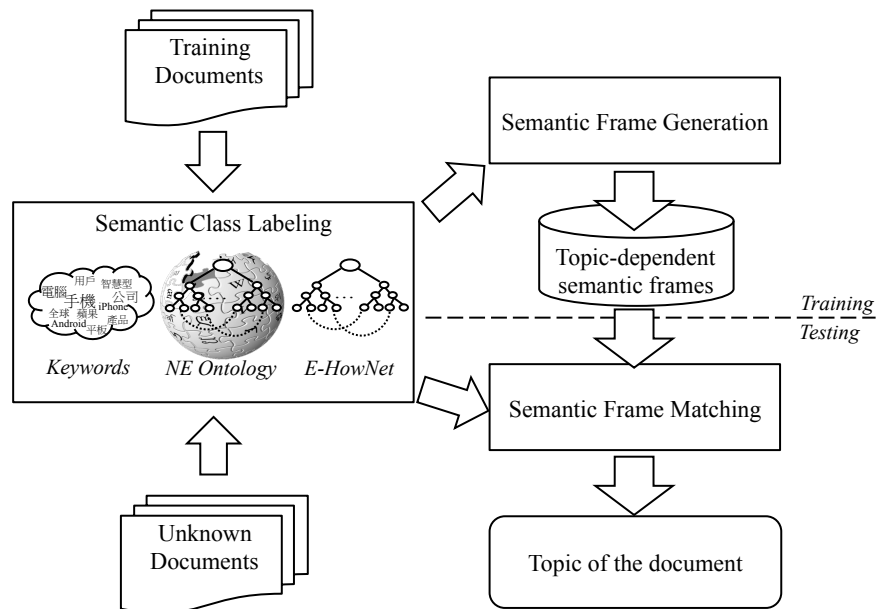 Training
Documents
Semantic Frame Generation
Semantic Class Labeling
Topic-dependent
semantic frames
用戶
智慧型
電腦
手機
公司
iPhone
全球
蘋果
Android
產品
平板
Training
Testing
Keywords
NE Ontology
E-HowNet
Semantic Frame Matching
Unknown
Documents
Topic of the document